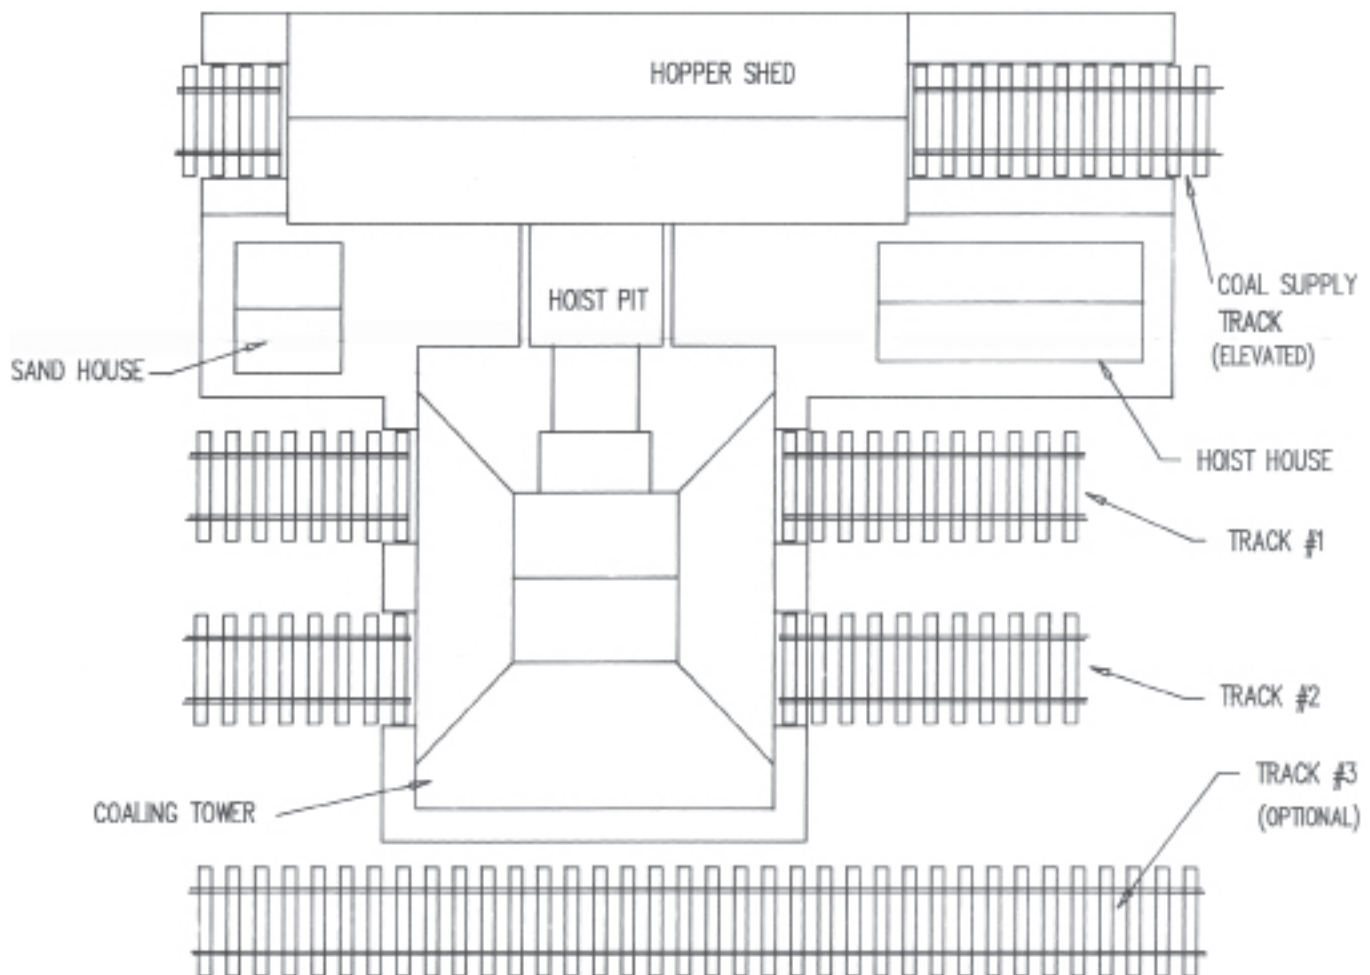 HOPPER SHED
COAL SUPPLY
TRACK
(ELEVATED)
HOIST PIT
SAND HOUSE
HOIST HOUSE
TRACK #1
TRACK #2
TRACK #3
(OPTIONAL)
COALING TOWER